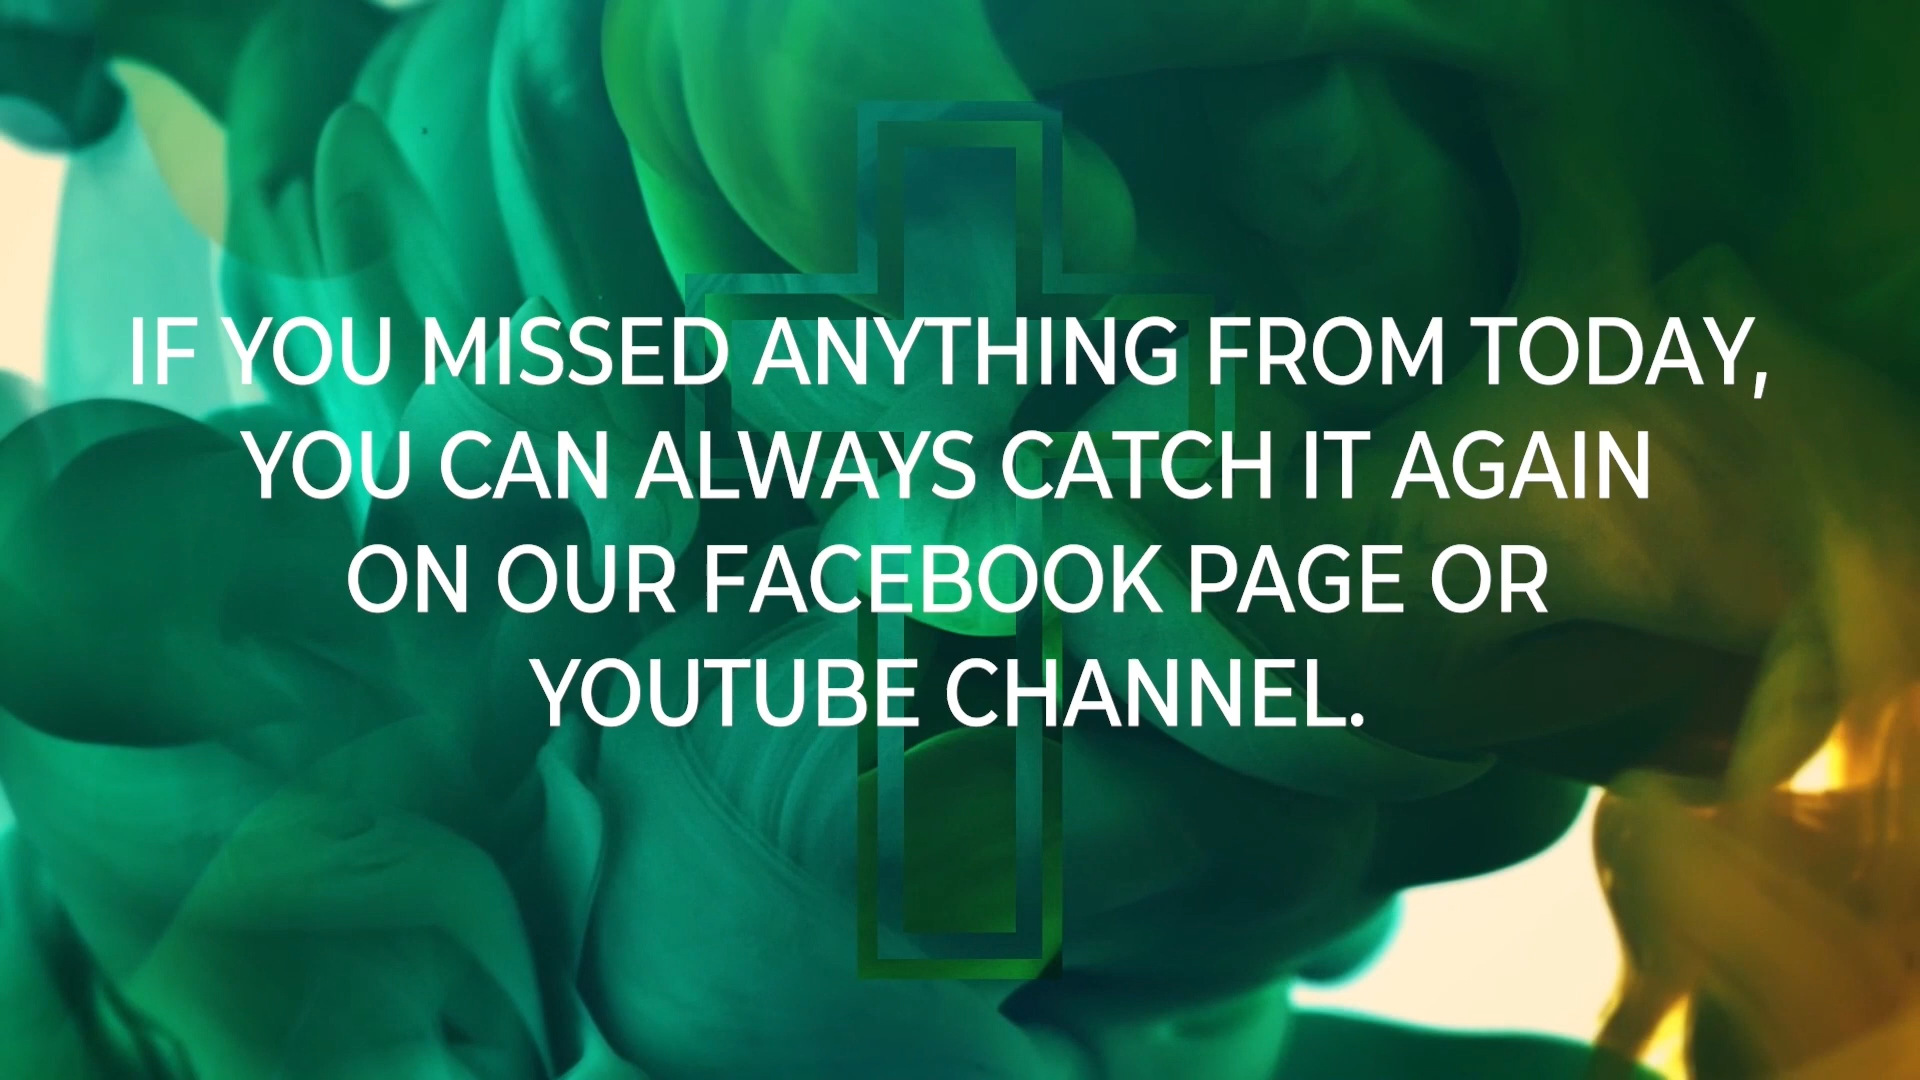 IF YOU MISSED ANYTHING FROM TODAY,
YOU CAN ALWAYS CATCH IT AGAIN
ON OUR FACEBOOK PAGE OR
YOUTUBE CHANNEL.